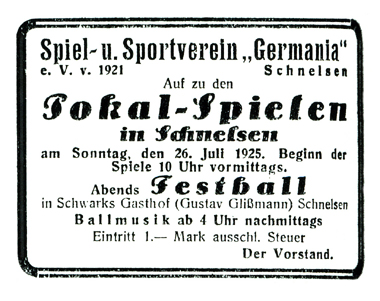 Spiel- u. Sportverein „Germania"
e. V. v. 1921 Schnelsen
Auf zu den
Pokal-Spielen
in Schnelsen
am Sonntag, den 26. Juli 1925. Beginn der
Spiele 10 Uhr vormittags.
Abends Festball
in Schwarks Gasthof (Gustav Glißmann) Schnelsen
Ballmusik ab 4 Uhr nachmittags
Eintritt 1.— Mark ausschl. Steuer
Der Vorstand.